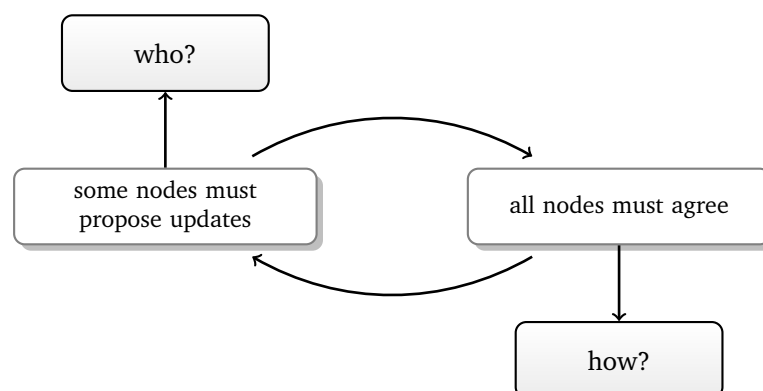 who?
some nodes must
propose updates
all nodes must agree
how?